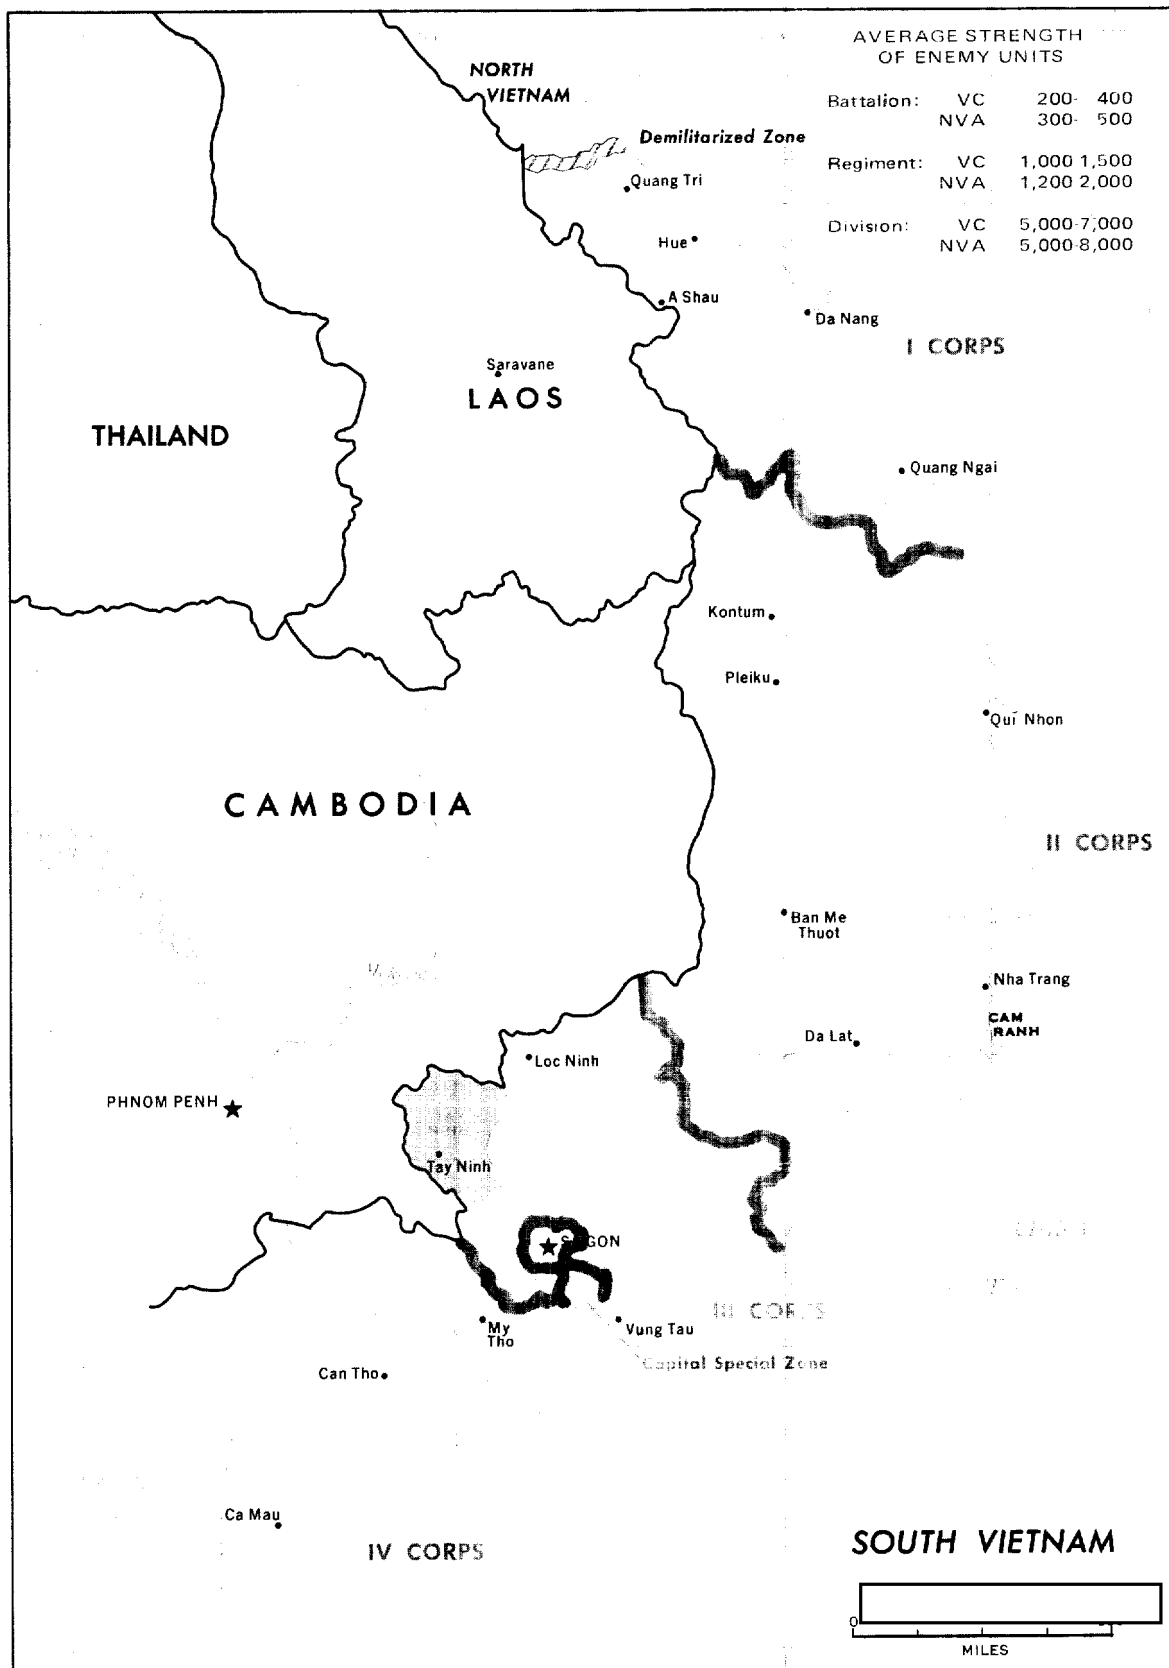 AVERAGE STRENGTH
OF ENEMY UNITS
Battalion: VC 200- 400
NVA 300- 500
Regiment: VC 1,000 1,500
NVA 1,200 2,000
Division: VC 5,000-7,000
NVA 5,000-8,000
NORTH
VIETNAM
Demilitarized Zone
Quang Tri
Hue
A Shau
Da Nang
I CORPS
Saravane
LAOS
THAILAND
Quang Ngai
Kontum
Pleiku
Qui Nhon
CAMBODIA
II CORPS
Ban Me
Thuot
Nha Trang
CAM
RANH
Da Lat
Loc Ninh
PHNOM PENH
Tay Ninh
SAIGON
III CORPS
My
Tho
Vung Tau
Capital Special Zone
Can Tho
Ca Mau
IV CORPS
SOUTH VIETNAM
0
MILES